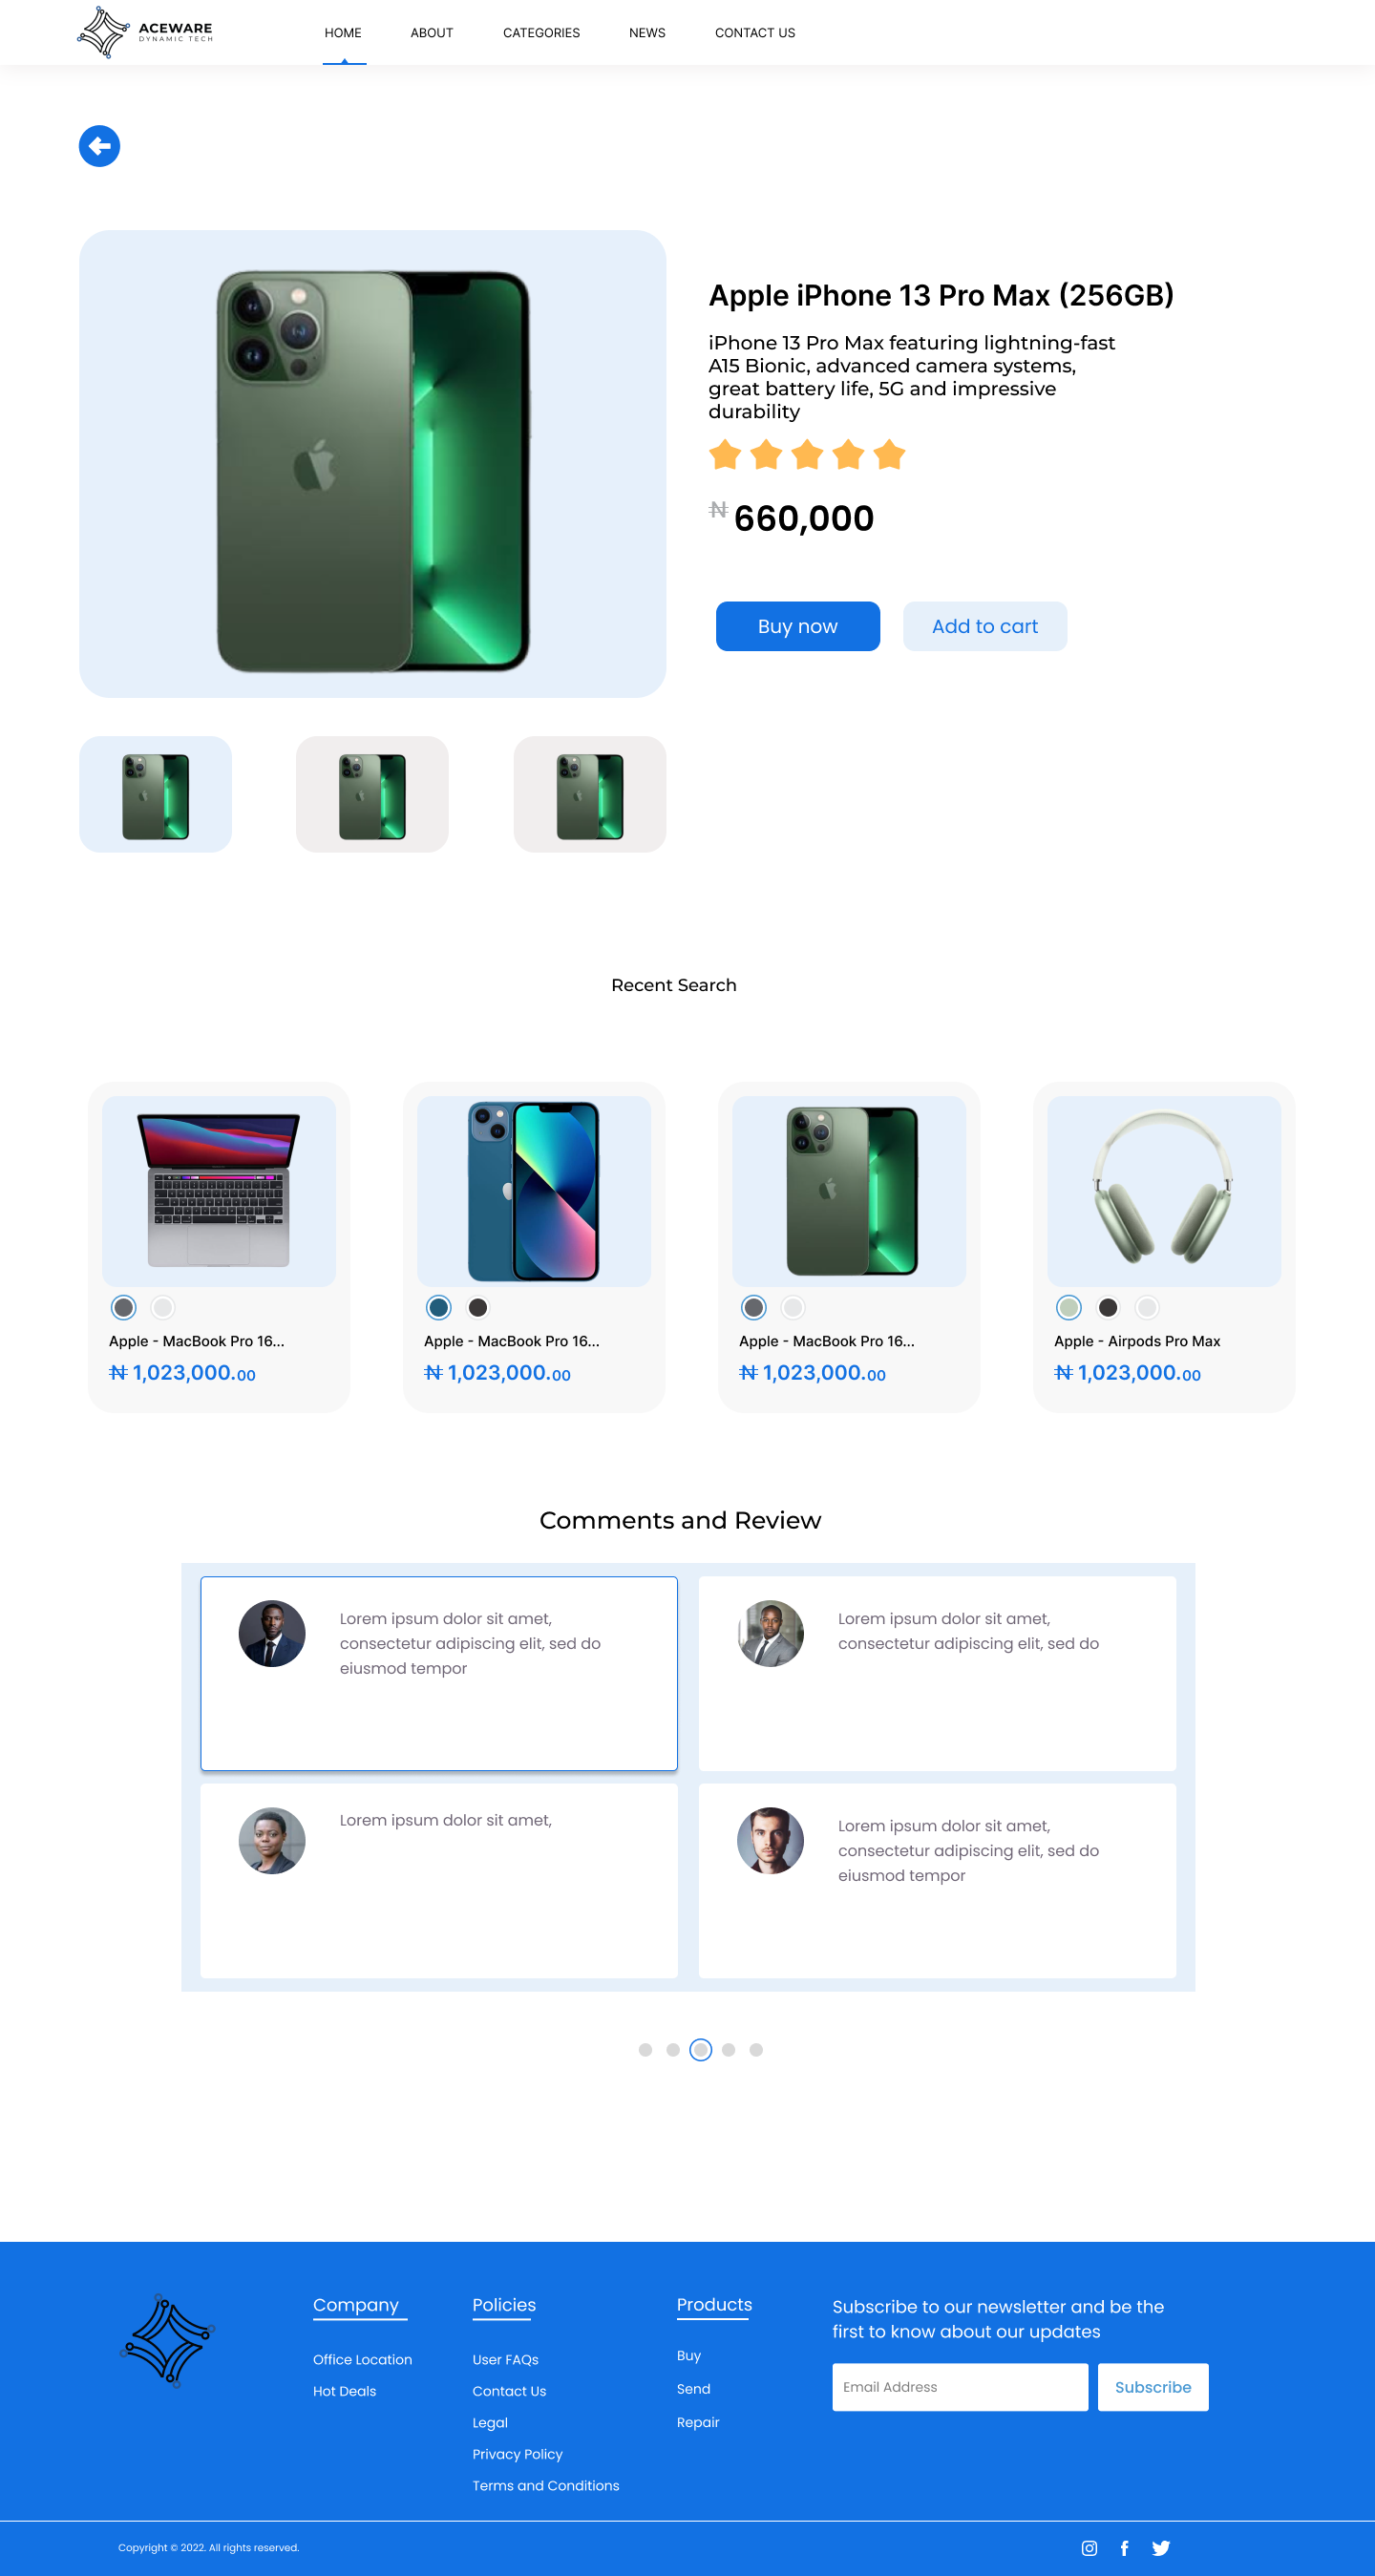 ACEWARE
DYNAMIC TECH
HOME
ABOUT
CATEGORIES
NEWS
CONTACT US
Apple iPhone 13 Pro Max (256GB)
iPhone 13 Pro Max featuring lightning-fast
A15 Bionic, advanced camera systems,
great battery life, 5G and impressive
durability
₦ 660,000
Buy now
Add to cart
Recent Search
Apple - MacBook Pro 16...
₦ 1,023,000.00
Apple - MacBook Pro 16...
₦ 1,023,000.00
Apple - MacBook Pro 16...
₦ 1,023,000.00
Apple - Airpods Pro Max
₦ 1,023,000.00
Comments and Review
Lorem ipsum dolor sit amet,
consectetur adipiscing elit, sed do
eiusmod tempor
Lorem ipsum dolor sit amet,
consectetur adipiscing elit, sed do
Lorem ipsum dolor sit amet,
Lorem ipsum dolor sit amet,
consectetur adipiscing elit, sed do
eiusmod tempor
Company
Office Location
Hot Deals
Policies
User FAQs
Contact Us
Legal
Privacy Policy
Terms and Conditions
Products
Buy
Send
Repair
Subscribe to our newsletter and be the
first to know about our updates
Email Address
Subscribe
Copyright © 2022. All rights reserved.